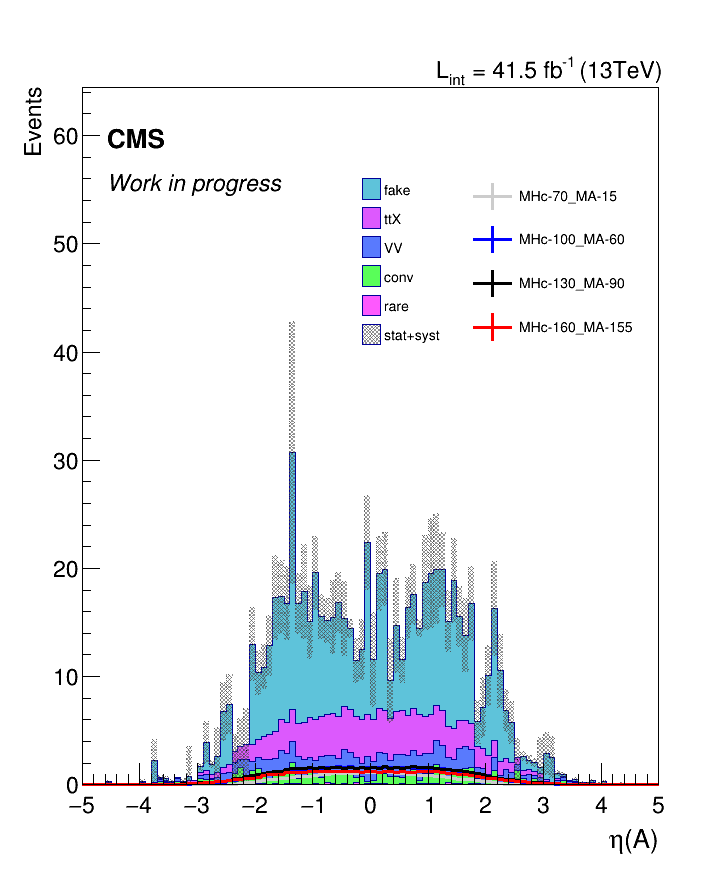 L_int = 41.5 fb^-1 (13TeV)
Events
60
50
40
30
20
10
0
CMS
Work in progress
fake
ttX
VV
conv
rare
stat+syst
MHc-70_MA-15
MHc-100_MA-60
MHc-130_MA-90
MHc-160_MA-155
−5 −4 −3 −2 −1 0 1 2 3 4 5
η(A)